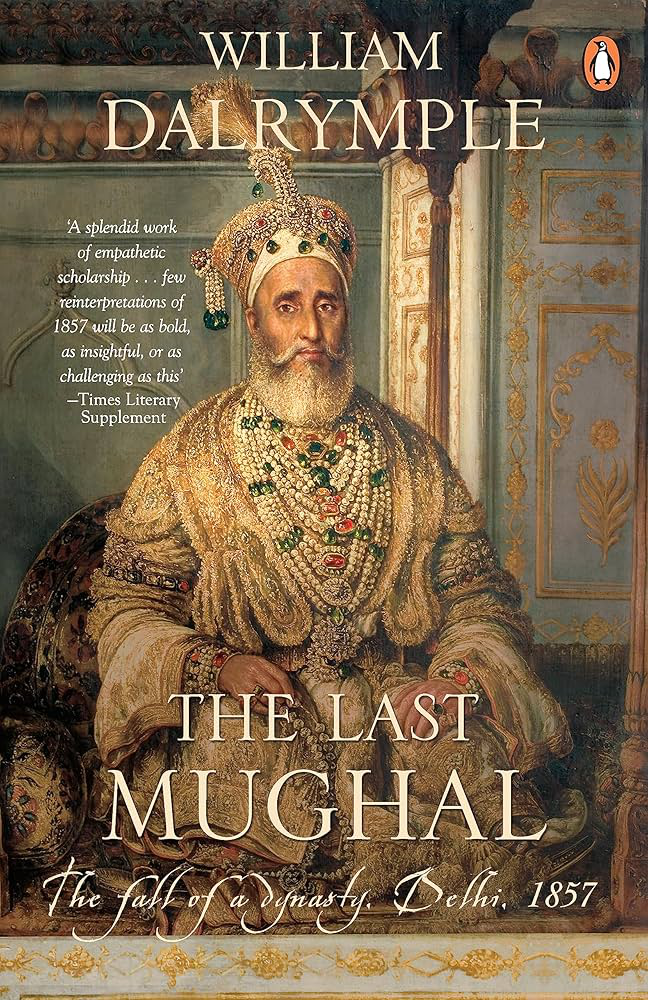 WILLIAM
DALRYMPLE
‘A splendid work
of empathetic
scholarship . . . few
reinterpretations of
1857 will be as bold,
as insightful, or as
challenging as this’
–Times Literary
Supplement
THE LAST
MUGHAL
The fall of a dynasty, Delhi, 1857